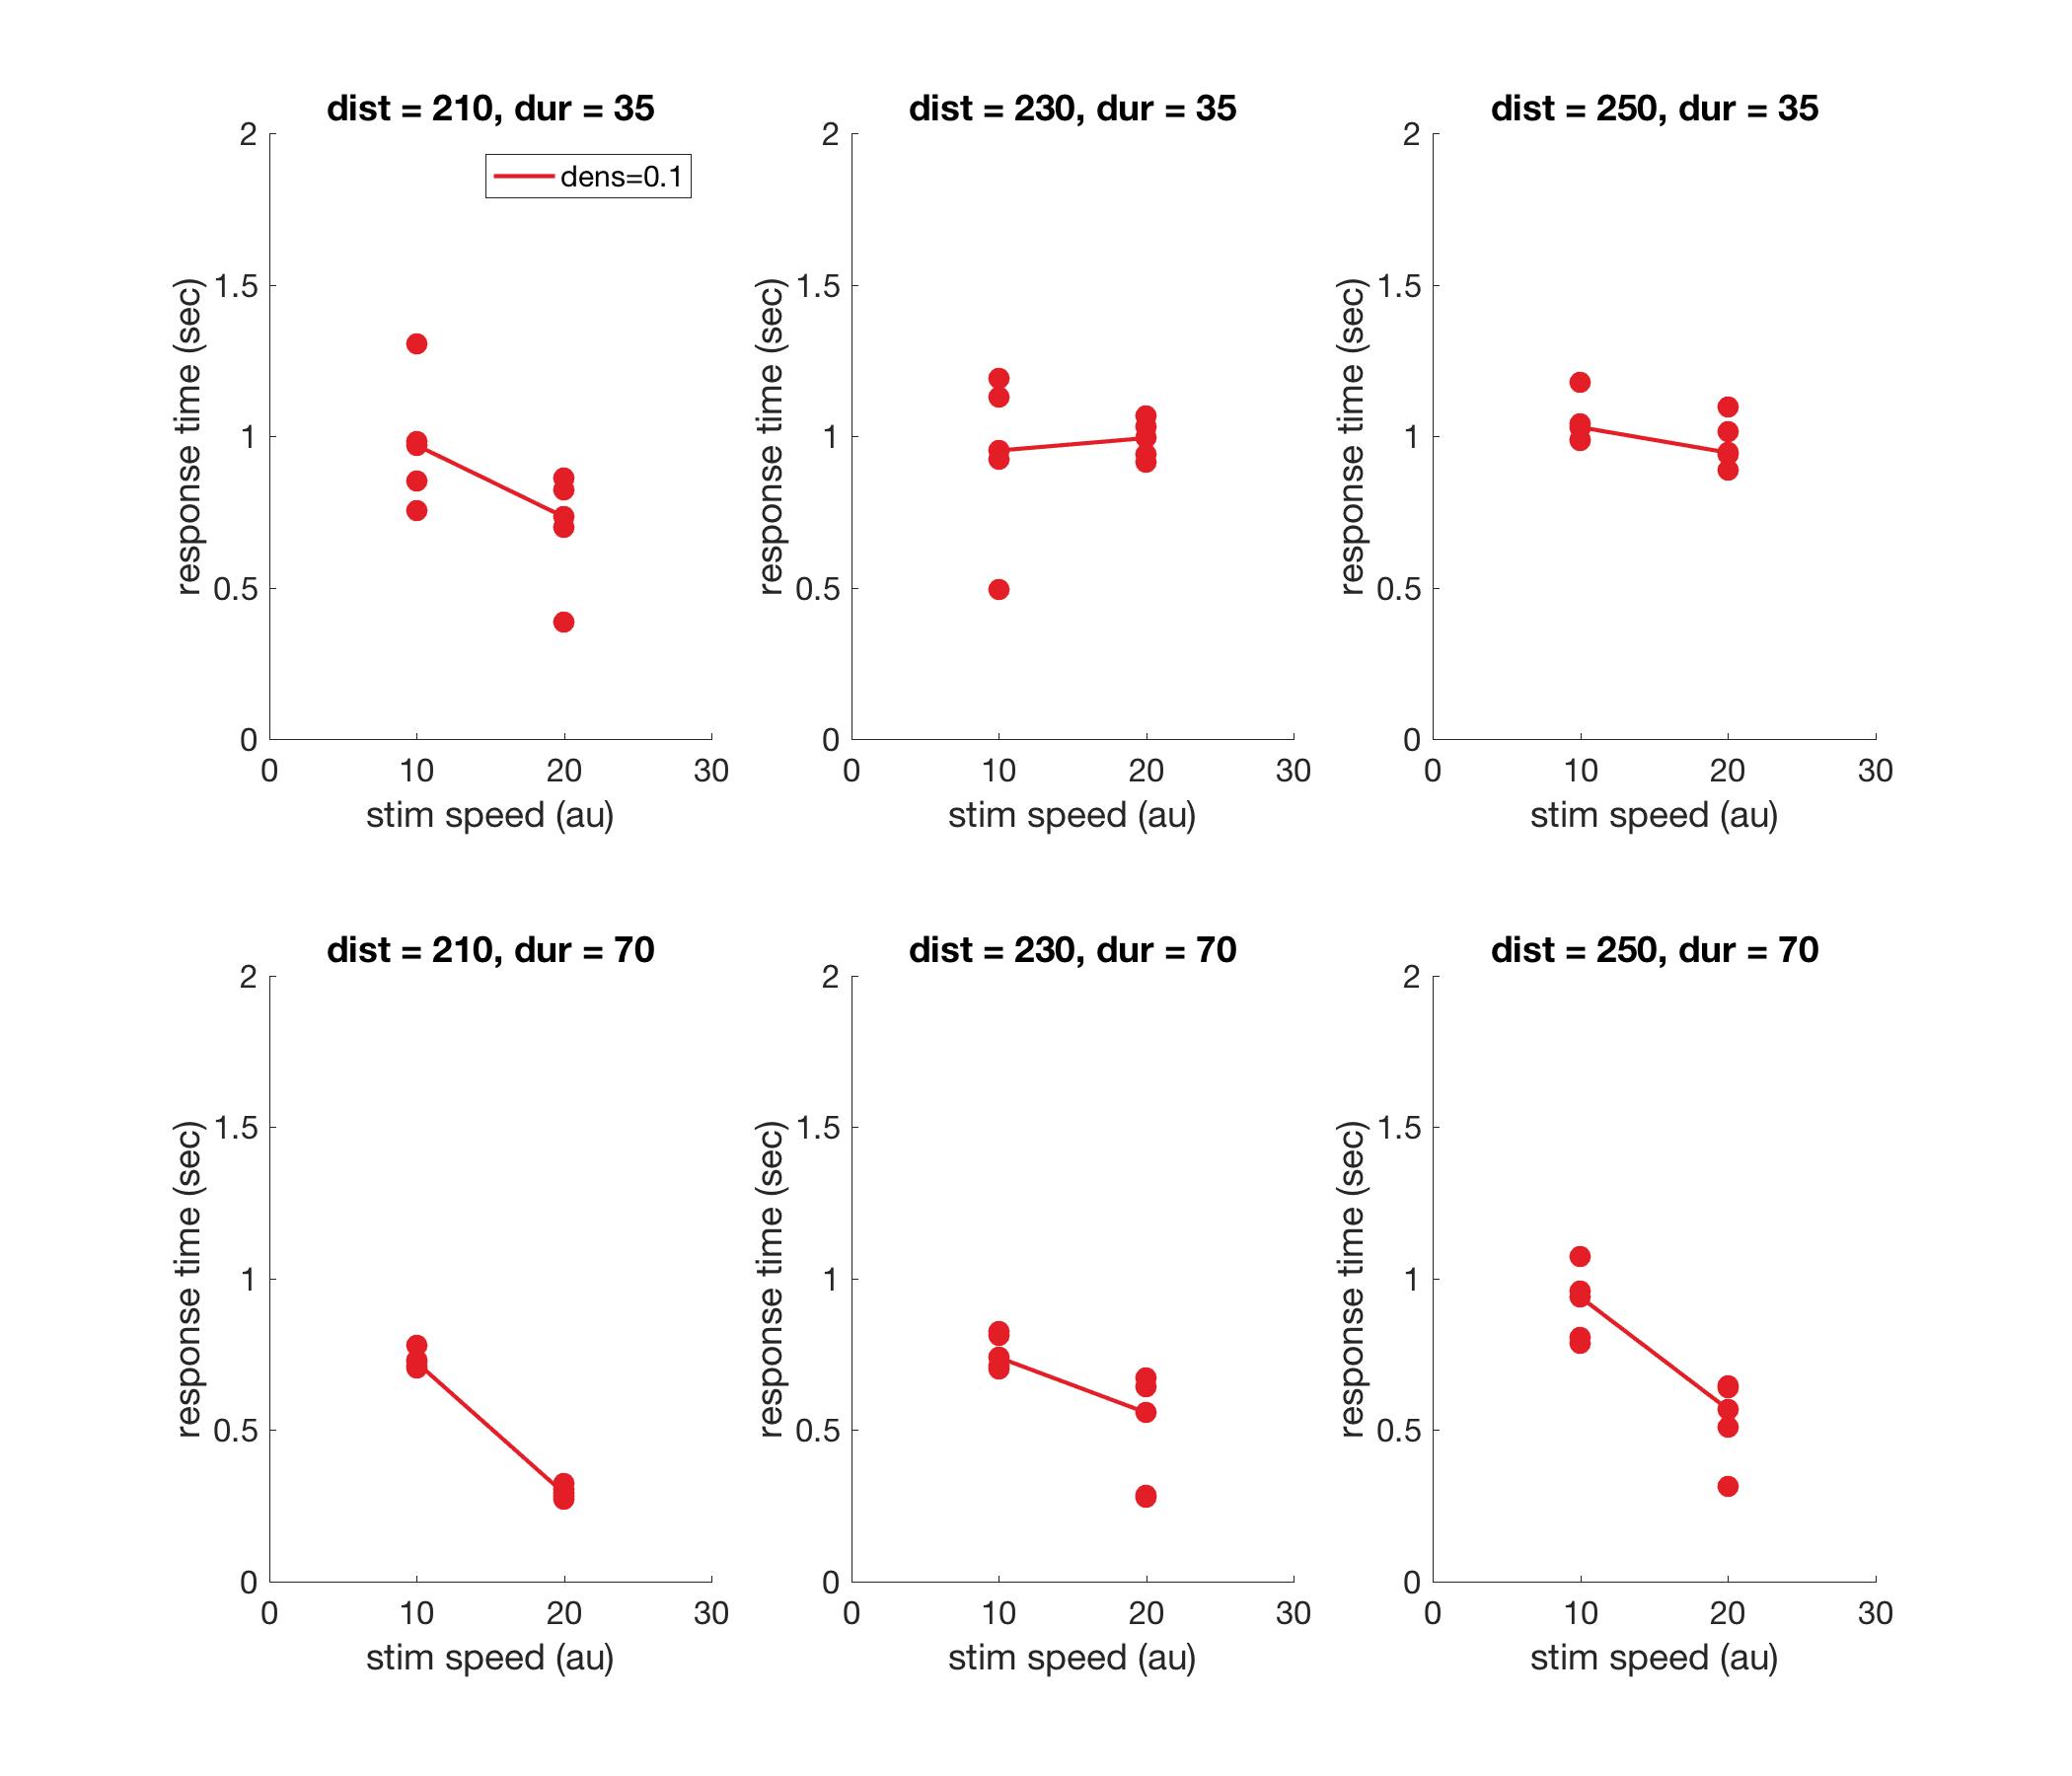 dist = 210, dur = 35
2
1.5
1
0.5
0
response time (sec)
dens=0.1
0 10 20 30
stim speed (au)
dist = 230, dur = 35
2
1.5
1
0.5
0
response time (sec)
0 10 20 30
stim speed (au)
dist = 250, dur = 35
2
1.5
1
0.5
0
response time (sec)
0 10 20 30
stim speed (au)
dist = 210, dur = 70
2
1.5
1
0.5
0
response time (sec)
0 10 20 30
stim speed (au)
dist = 230, dur = 70
2
1.5
1
0.5
0
response time (sec)
0 10 20 30
stim speed (au)
dist = 250, dur = 70
2
1.5
1
0.5
0
response time (sec)
0 10 20 30
stim speed (au)